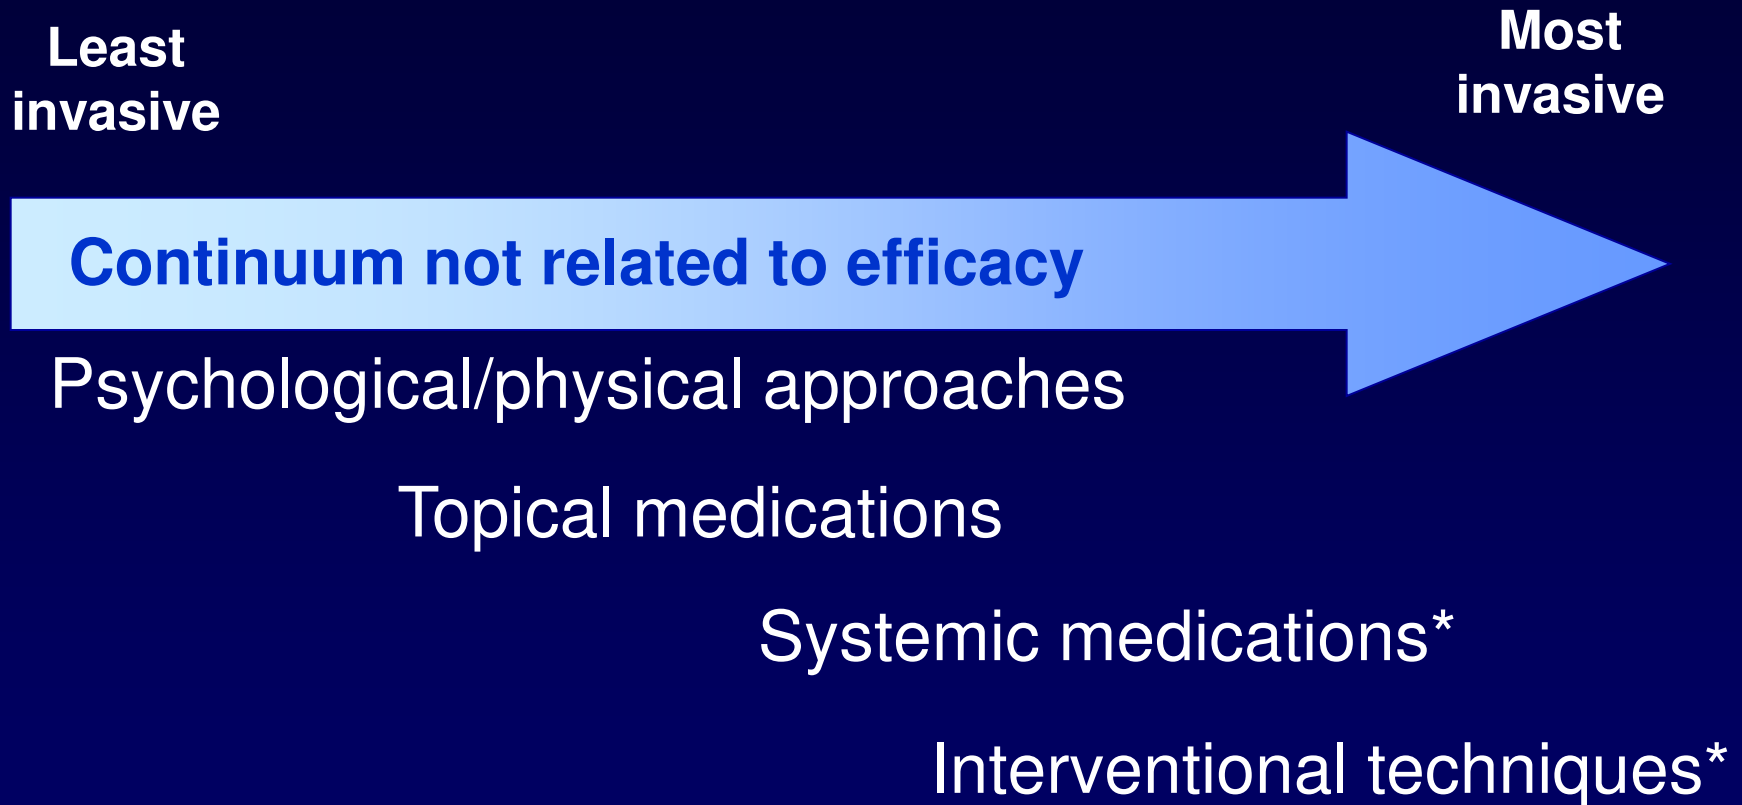 Least
invasive
Most
invasive
Continuum not related to efficacy
Psychological/physical approaches
Topical medications
Systemic medications*
Interventional techniques*